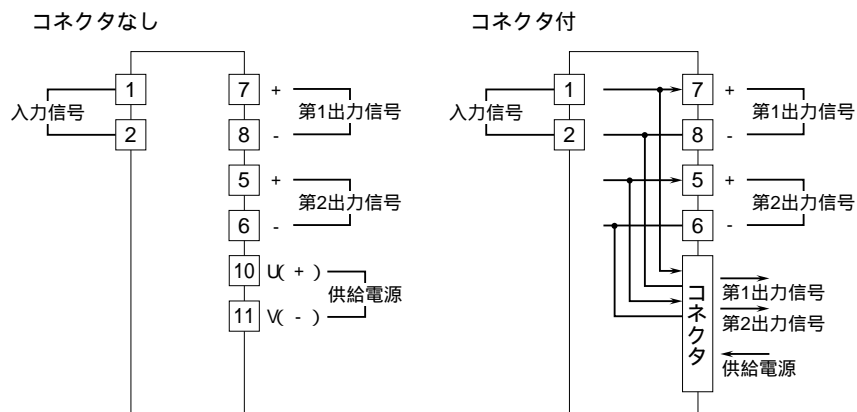 コネクタなし
入力信号
1
2
7 +
8 -
第1出力信号
5 +
6 -
第2出力信号
10 U( + )
11 V( - )
供給電源
コネクタ付
入力信号
1
2
7 +
8 -
第1出力信号
5 +
6 -
第2出力信号
コネクタ
第1出力信号
第2出力信号
供給電源